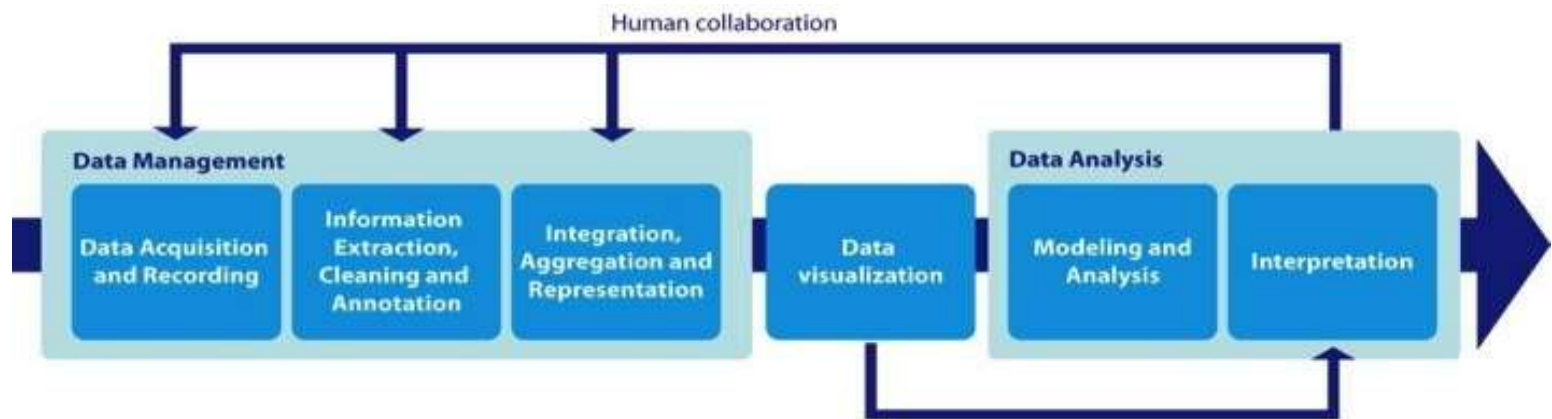 Human collaboration
Data Management
Data Acquisition
and Recording
Information
Extraction,
Cleaning and
Annotation
Integration,
Aggregation and
Representation
Data
visualization
Data Analysis
Modeling and
Analysis
Interpretation